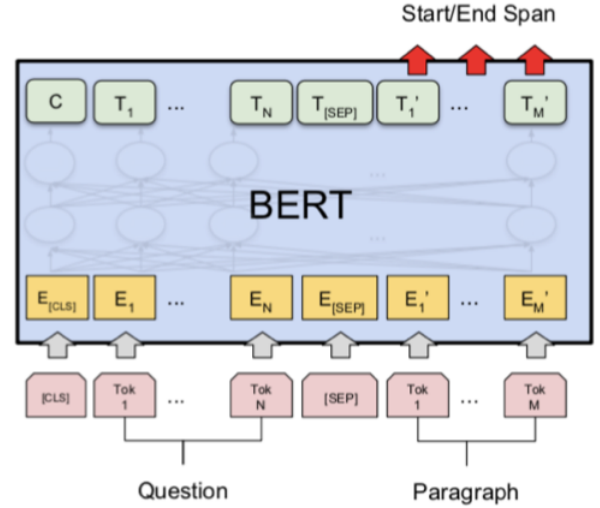 Start/End Span
C T1 ... TN T[SEP] T1' ... TM'
...
BERT
...
E[CLS] E1 ... EN E[SEP] E1' ... EM'
[CLS] Tok 1 ... Tok N [SEP] Tok 1 ... Tok M
Question Paragraph